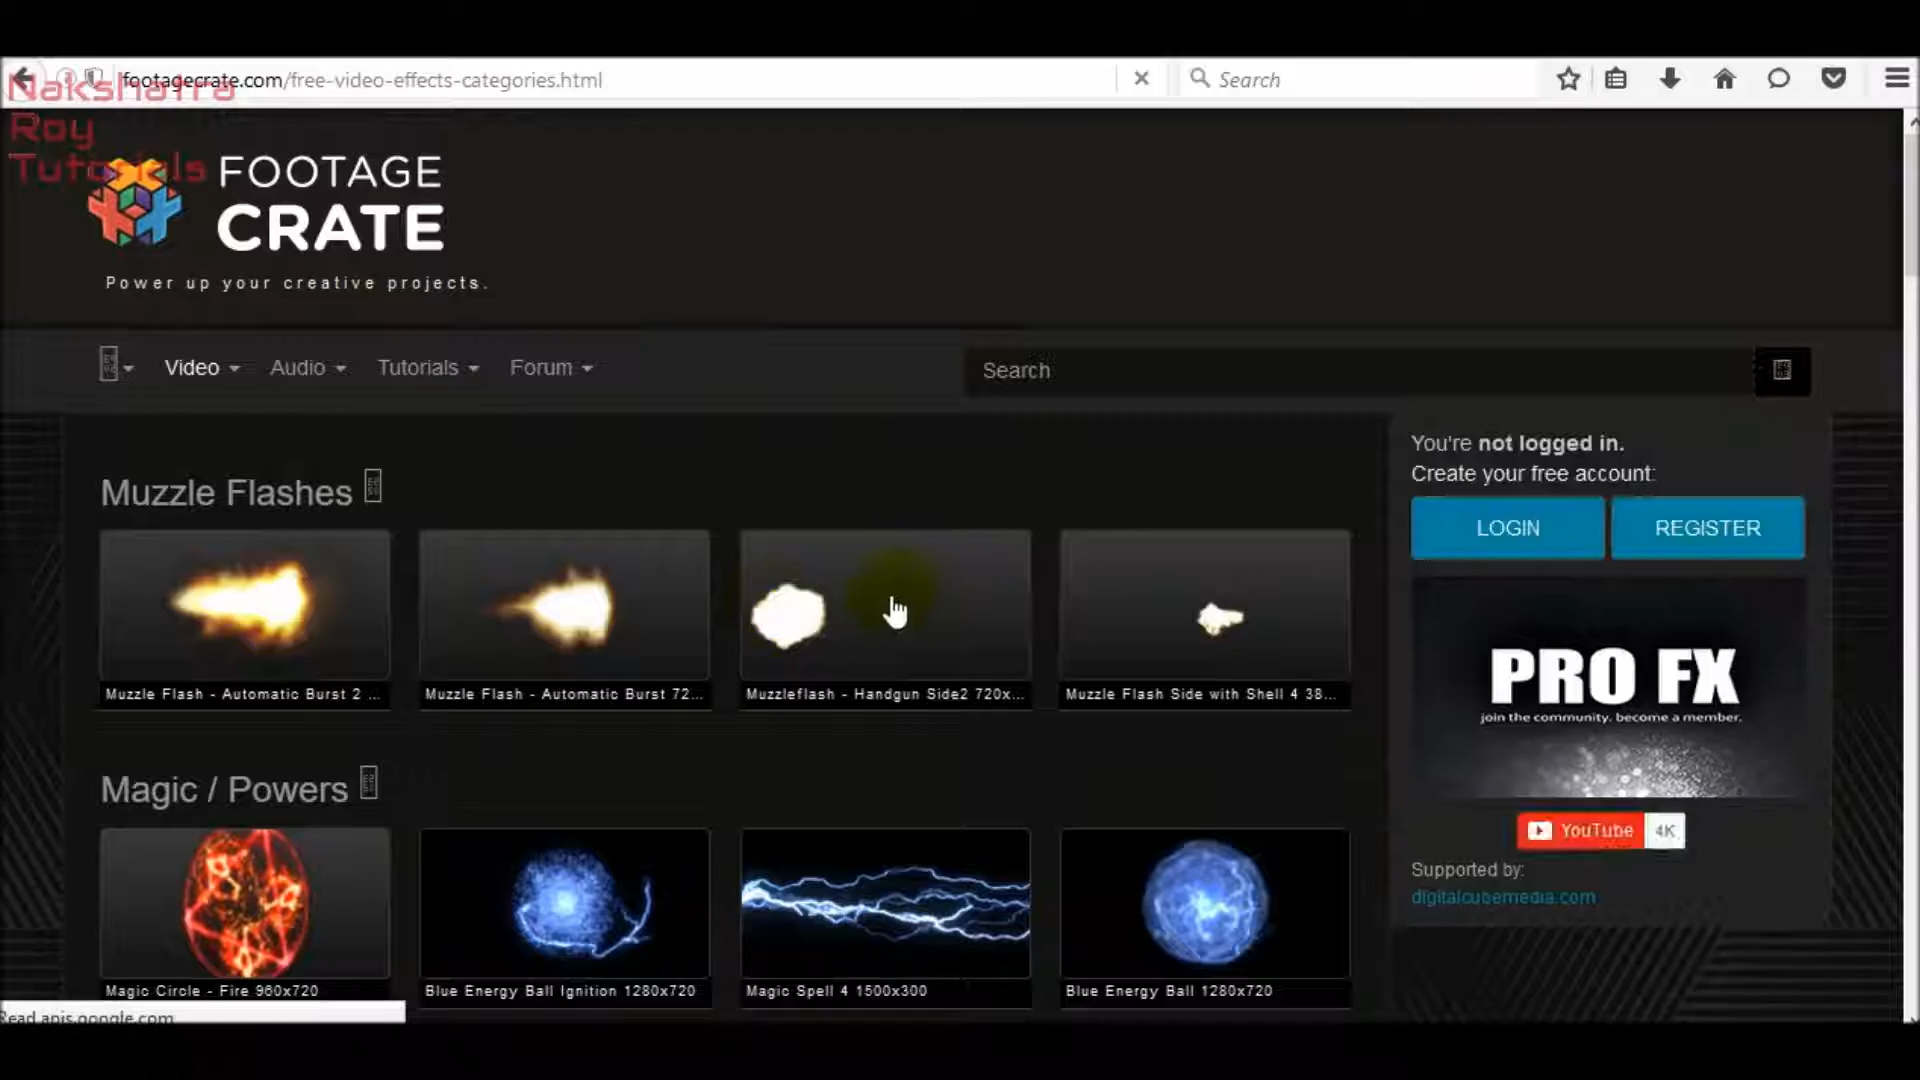 footagecrate.com/free-video-effects-categories.html
Search
Nakshatra
Roy
Tutorials
FOOTAGE
CRATE
Power up your creative projects.
Video
Audio
Tutorials
Forum
Search
You're not logged in.
Create your free account:
LOGIN
REGISTER
Muzzle Flashes
Muzzle Flash - Automatic Burst 2 ...
Muzzle Flash - Automatic Burst 72...
Muzzleflash - Handgun Side2 720x...
Muzzle Flash Side with Shell 4 38...
PRO FX
join the community. become a member.
Magic / Powers
YouTube 4K
Supported by:
digitalcubemedia.com
Magic Circle - Fire 960x720
Blue Energy Ball Ignition 1280x720
Magic Spell 4 1500x300
Blue Energy Ball 1280x720
Read apis.google.com